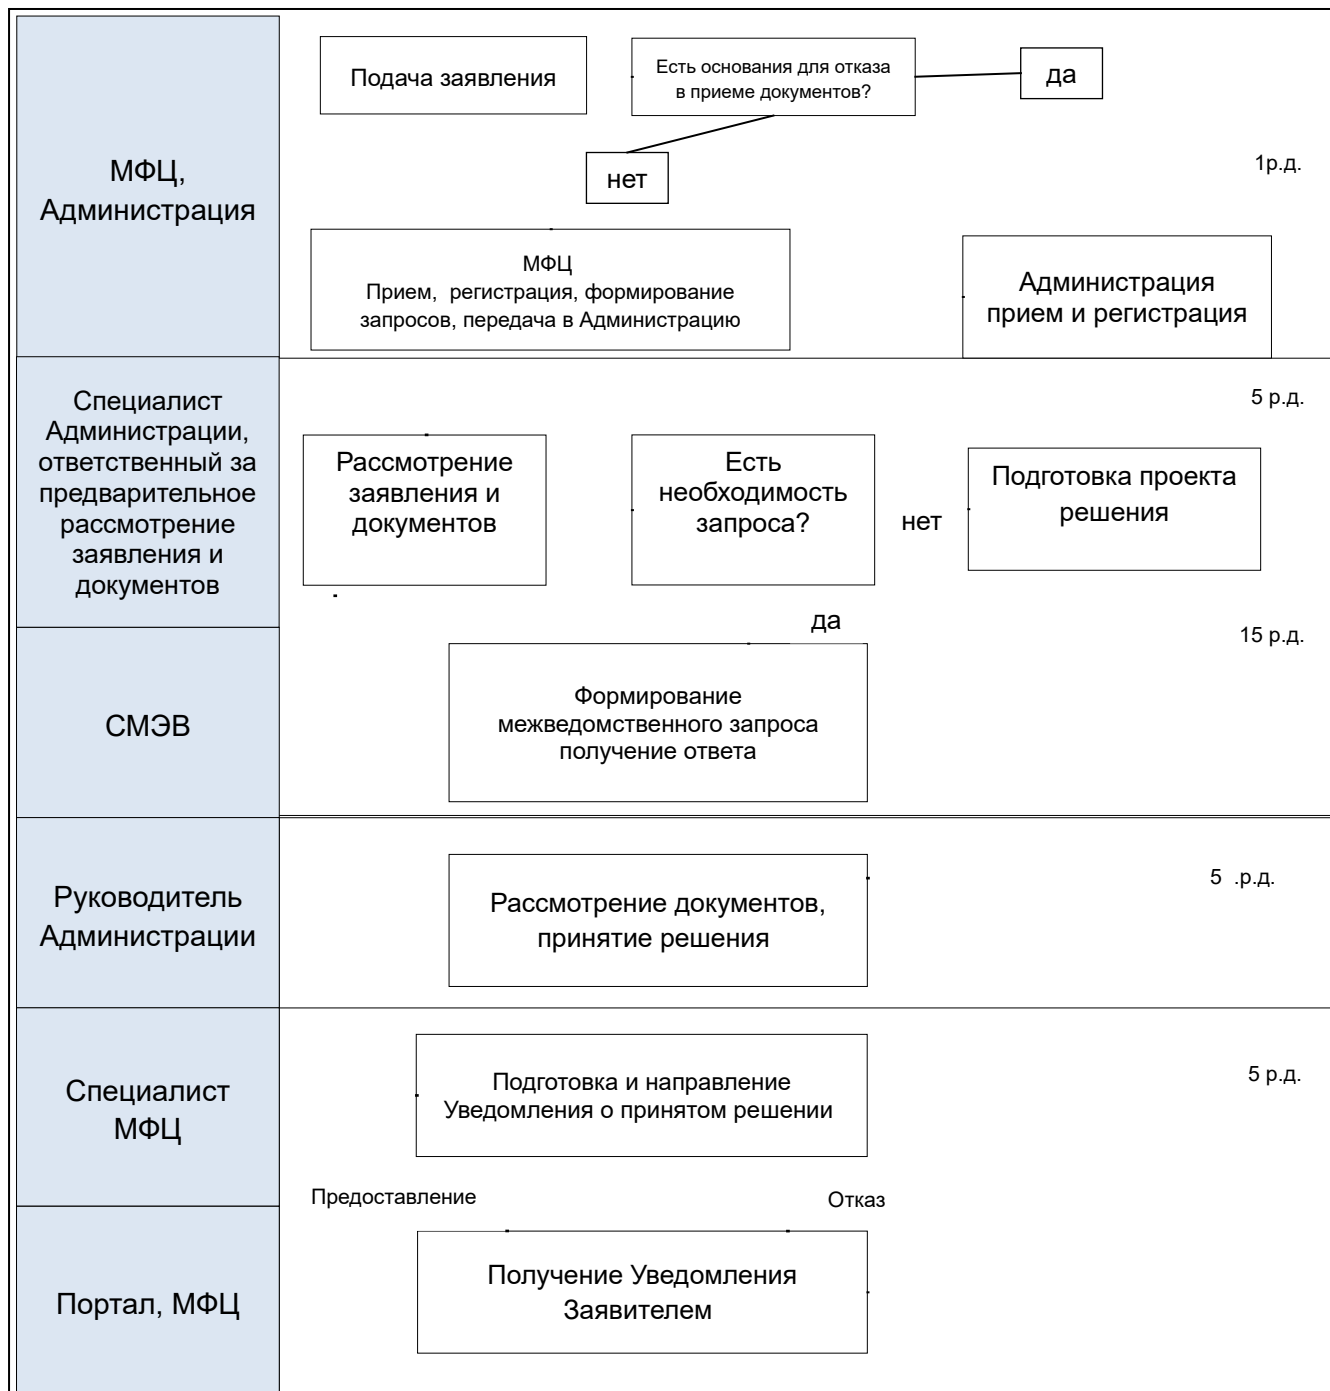 МФЦ,
Администрация
Подача заявления
Есть основания для отказа
в приеме документов?
да
нет
1р.д.
МФЦ
Прием, регистрация, формирование
запросов, передача в Администрацию
Администрация
прием и регистрация
Специалист
Администрации,
ответственный за
предварительное
рассмотрение
заявления и
документов
5 р.д.
Рассмотрение
заявления и
документов
Есть
необходимость
запроса?
нет
Подготовка проекта
решения
да
15 р.д.
СМЭВ
Формирование
межведомственного запроса
получение ответа
Руководитель
Администрации
Рассмотрение документов,
принятие решения
5 .р.д.
Специалист
МФЦ
Подготовка и направление
Уведомления о принятом решении
5 р.д.
Предоставление
Отказ
Портал, МФЦ
Получение Уведомления
Заявителем